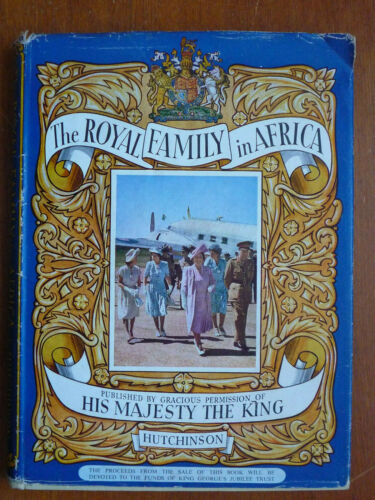 The ROYAL FAMILY in AFRICA
PUBLISHED BY GRACIOUS PERMISSION OF
HIS MAJESTY THE KING
HUTCHINSON
THE PROCEEDS FROM THE SALE OF THIS BOOK WILL BE
DEVOTED TO THE FUNDS OF KING GEORGE'S JUBILEE TRUST